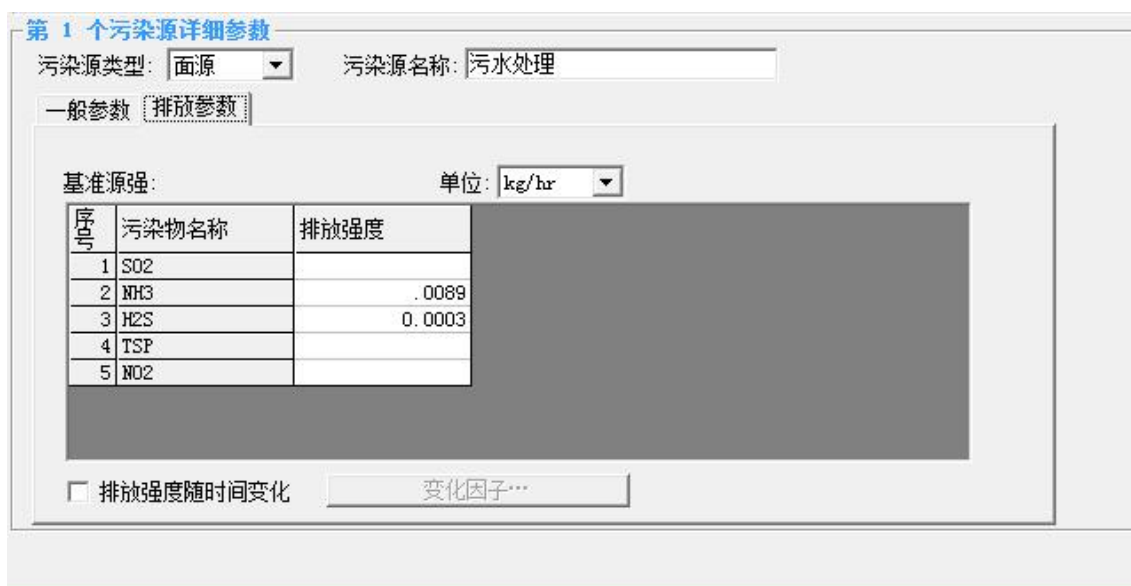 第 1 个污染源详细参数
污染源类型: 面源 污染源名称: 污水处理
一般参数 排放参数
基准源强: 单位: kg/hr
序号 污染物名称 排放强度
1 SO2
2 NH3 .0089
3 H2S 0.0003
4 TSP
5 NO2
排放强度随时间变化 变化因子…